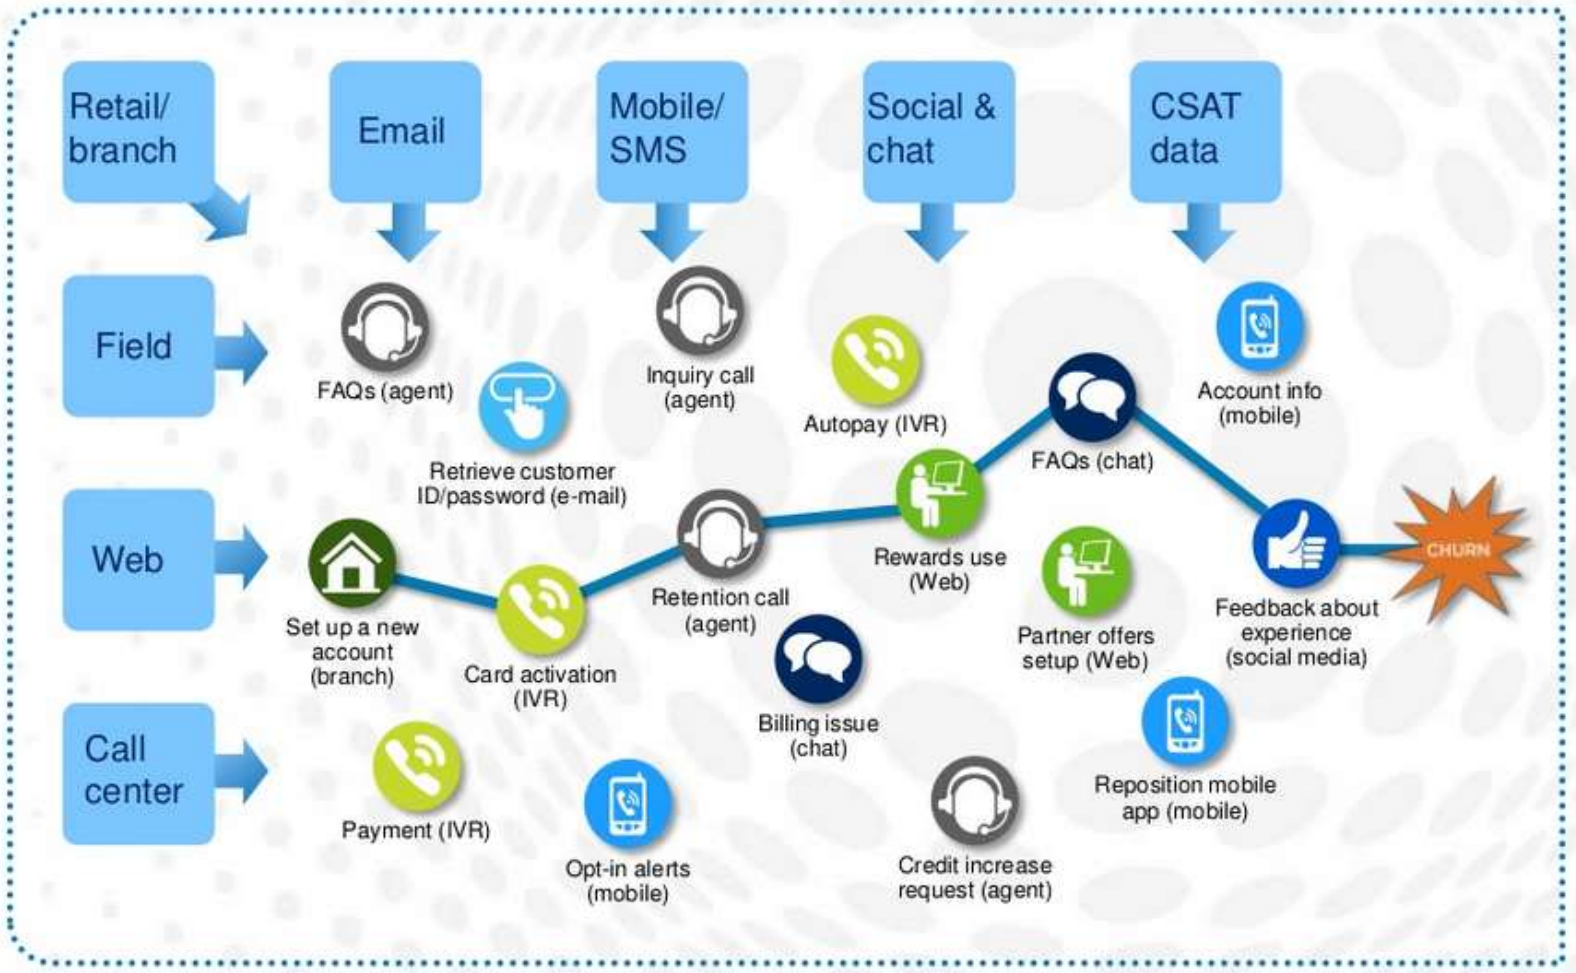 Retail/
branch
Email
Mobile/
SMS
Social &
chat
CSAT
data
Field
FAQs (agent)
Inquiry call
(agent)
Autopay (IVR)
Account info
(mobile)
Retrieve customer
ID/password (e-mail)
FAQs (chat)
Web
Set up a new
account
(branch)
Card activation
(IVR)
Retention call
(agent)
Rewards use
(Web)
Partner offers
setup (Web)
Feedback about
experience
(social media)
CHURN
Call
center
Payment (IVR)
Opt-in alerts
(mobile)
Billing issue
(chat)
Credit increase
request (agent)
Reposition mobile
app (mobile)